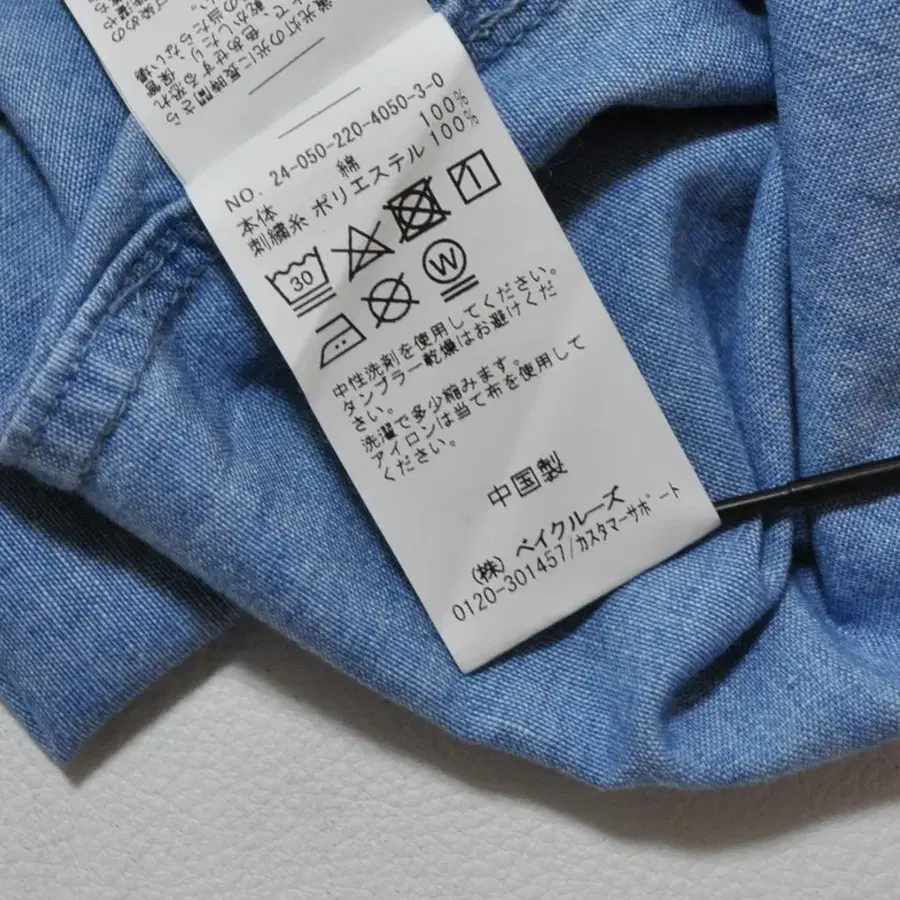 NO. 24-050-220-4050-3-0
本体 綿 100%
刺繍糸 ポリエステル 100%
30
W
中性洗剤を使用してください。
タンブラー乾燥はお避けくだ
さい。
洗濯で多少縮みます。
アイロンは当て布を使用して
ください。
中国製
(株) ベイクルーズ
0120-301457/カスタマーサポート